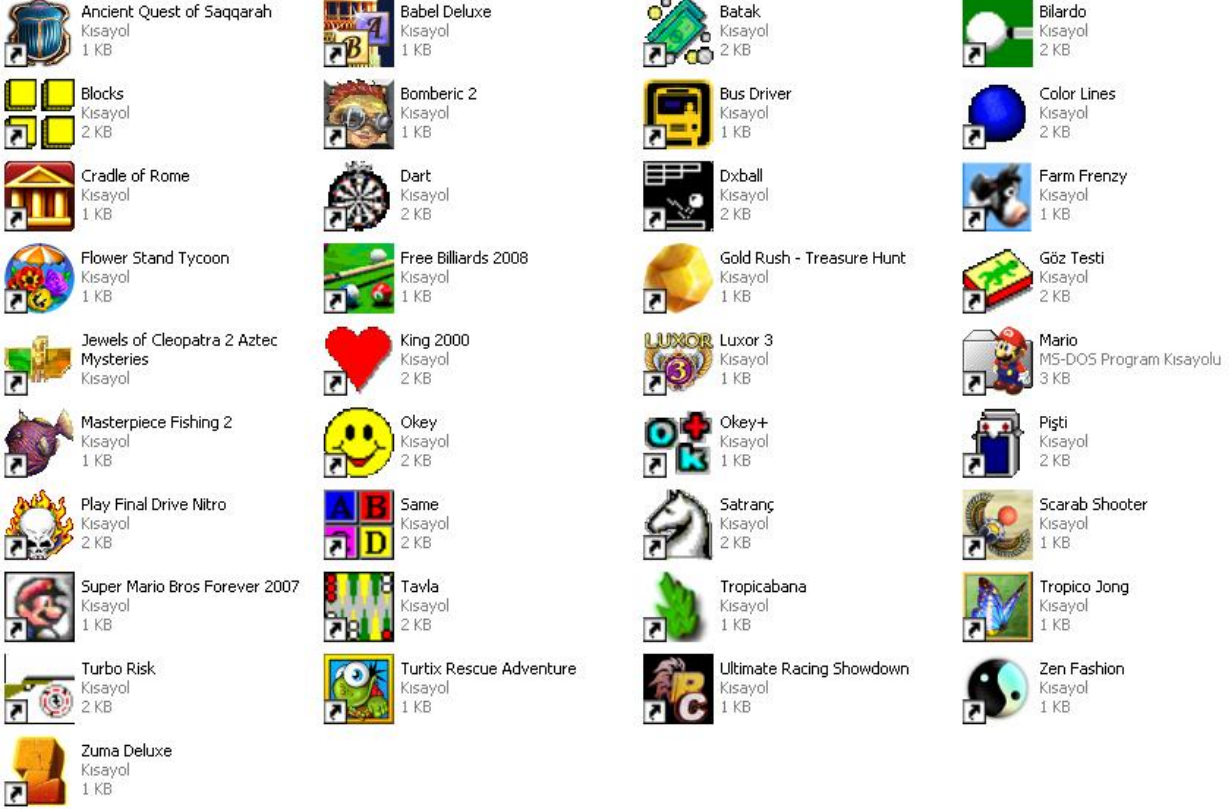 Ancient Quest of Saqqarah
Kısayol
1 KB
Babel Deluxe
Kısayol
1 KB
Batak
Kısayol
2 KB
Bilardo
Kısayol
2 KB
Blocks
Kısayol
2 KB
Bomberic 2
Kısayol
1 KB
Bus Driver
Kısayol
1 KB
Color Lines
Kısayol
2 KB
Cradle of Rome
Kısayol
1 KB
Dart
Kısayol
2 KB
Dxball
Kısayol
2 KB
Farm Frenzy
Kısayol
1 KB
Flower Stand Tycoon
Kısayol
1 KB
Free Billiards 2008
Kısayol
1 KB
Gold Rush - Treasure Hunt
Kısayol
1 KB
Göz Testi
Kısayol
2 KB
Jewels of Cleopatra 2 Aztec
Mysteries
Kısayol
King 2000
Kısayol
2 KB
LUXOR
3
Luxor 3
Kısayol
1 KB
Mario
MS-DOS Program Kısayolu
3 KB
Masterpiece Fishing 2
Kısayol
1 KB
Okey
Kısayol
2 KB
o k
Okey+
Kısayol
1 KB
Pişti
Kısayol
2 KB
Play Final Drive Nitro
Kısayol
2 KB
A B
D
Same
Kısayol
2 KB
Satranç
Kısayol
2 KB
Scarab Shooter
Kısayol
1 KB
Super Mario Bros Forever 2007
Kısayol
1 KB
Tavla
Kısayol
2 KB
Tropicabana
Kısayol
1 KB
Tropico Jong
Kısayol
1 KB
Turbo Risk
Kısayol
2 KB
Turtix Rescue Adventure
Kısayol
1 KB
Ultimate Racing Showdown
Kısayol
1 KB
Zen Fashion
Kısayol
1 KB
Zuma Deluxe
Kısayol
1 KB